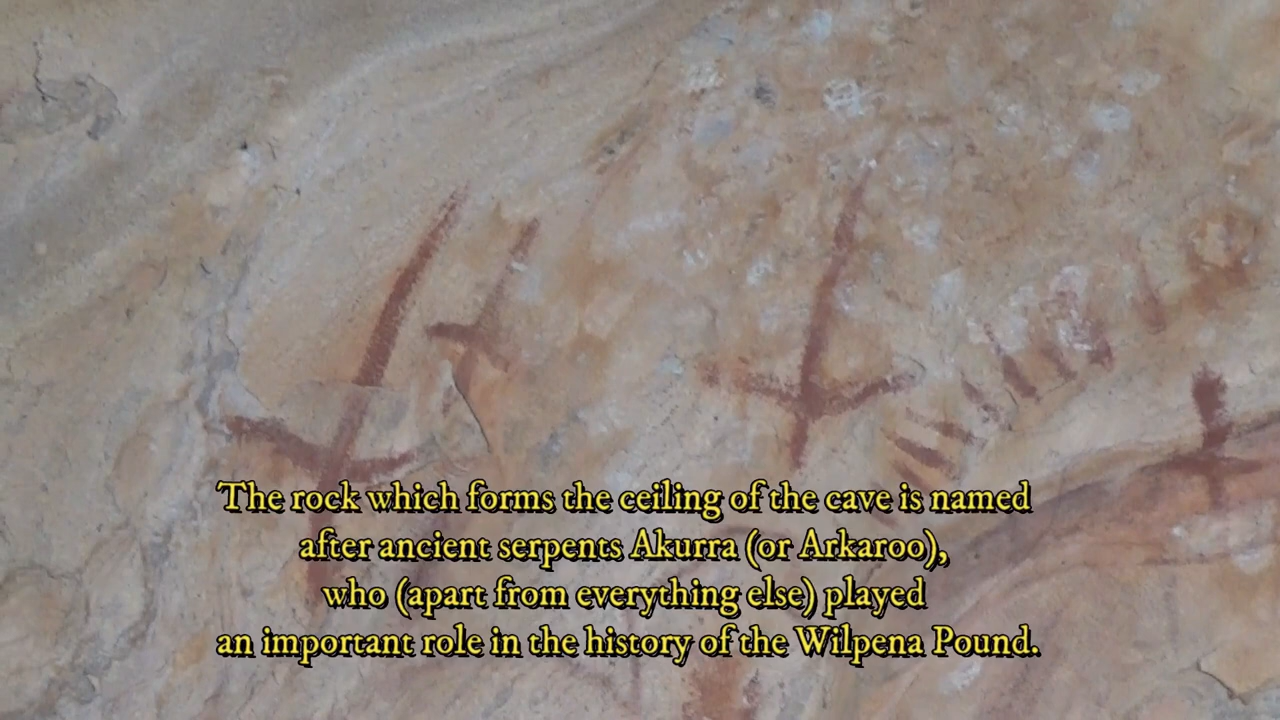 The rock which forms the ceiling of the cave is named
after ancient serpents Akurra (or Arkaroo),
who (apart from everything else) played
an important role in the history of the Wilpena Pound.